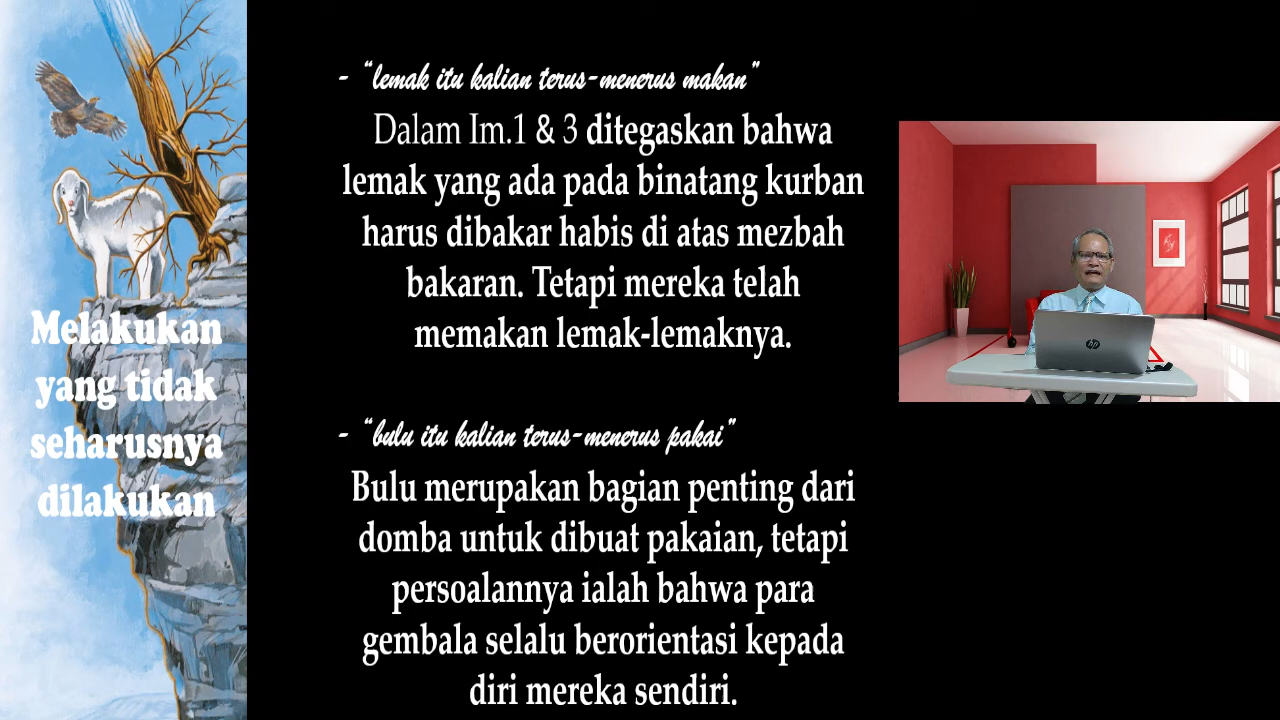 Melakukan
yang tidak
seharusnya
dilakukan
- "lemak itu kalian terus-menerus makan"
Dalam Im.1 & 3 ditegaskan bahwa
lemak yang ada pada binatang kurban
harus dibakar habis di atas mezbah
bakaran. Tetapi mereka telah
memakan lemak-lemaknya.
- "bulu itu kalian terus-menerus pakai"
Bulu merupakan bagian penting dari
domba untuk dibuat pakaian, tetapi
persoalannya ialah bahwa para
gembala selalu berorientasi kepada
diri mereka sendiri.
hp